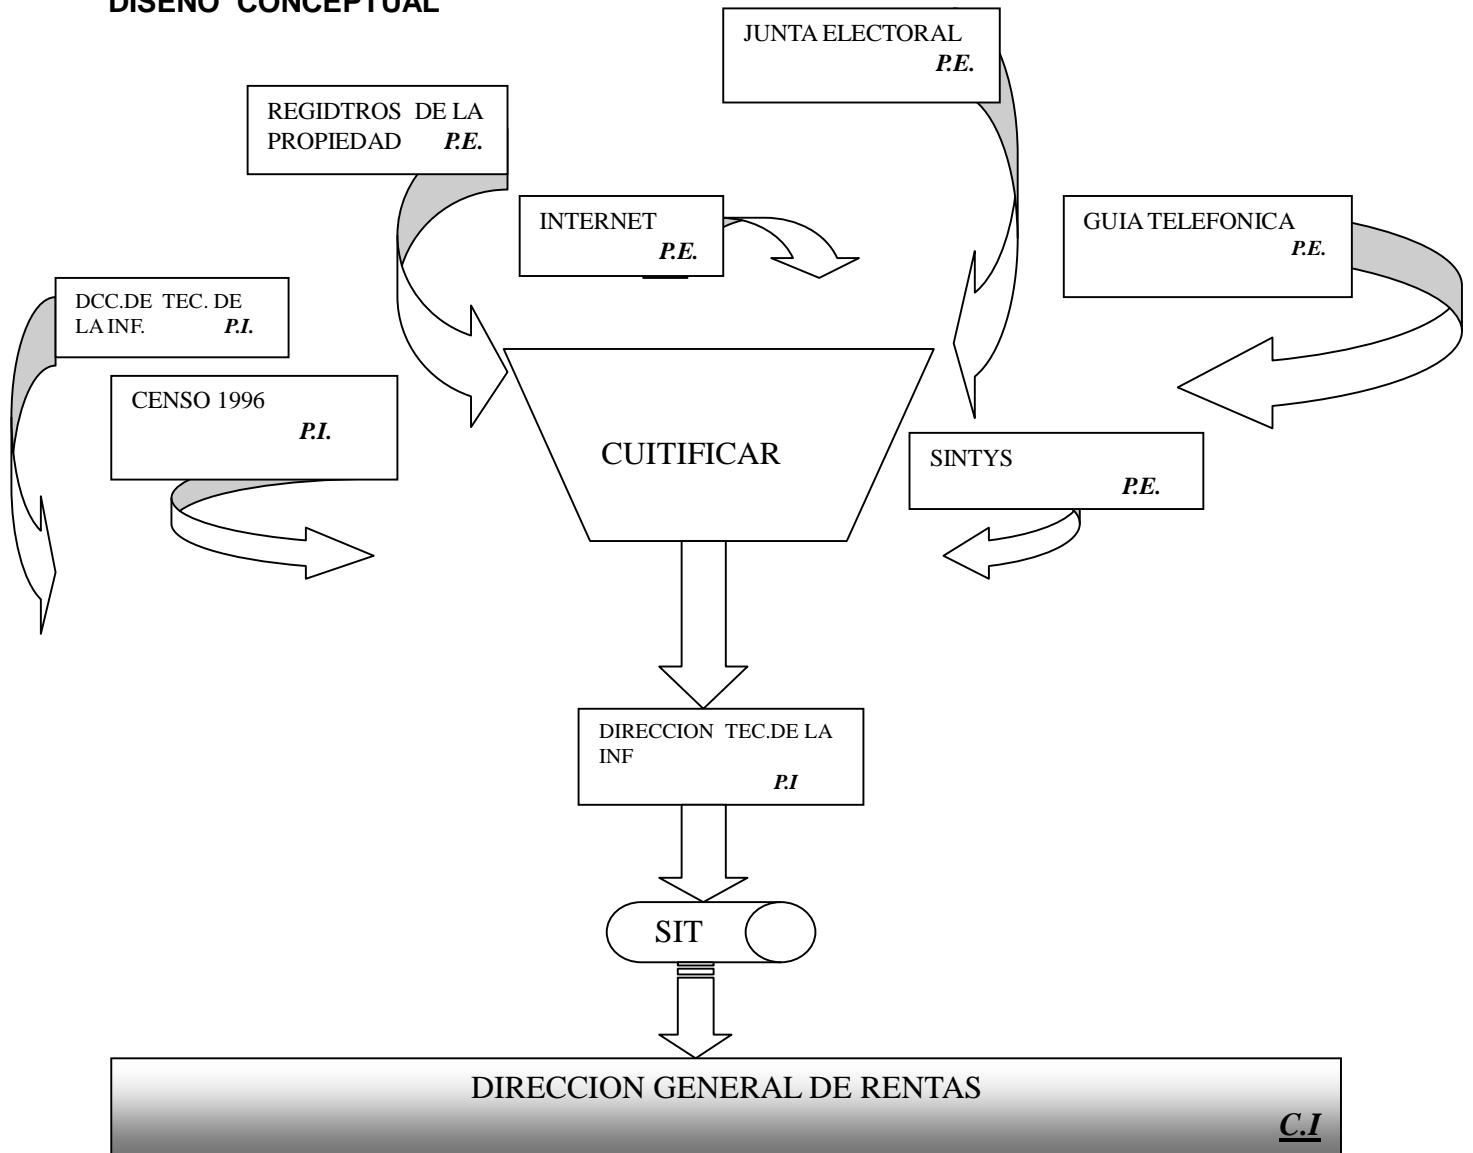 DISEÑO CONCEPTUAL
JUNTA ELECTORAL
P.E.
REGIDTROS DE LA
PROPIEDAD P.E.
INTERNET
P.E.
GUIA TELEFONICA
P.E.
DCC.DE TEC. DE
LA INF. P.I.
CENSO 1996
P.I.
CUITIFICAR
SINTYS
P.E.
DIRECCION TEC.DE LA
INF
P.I
SIT
DIRECCION GENERAL DE RENTAS
C.I